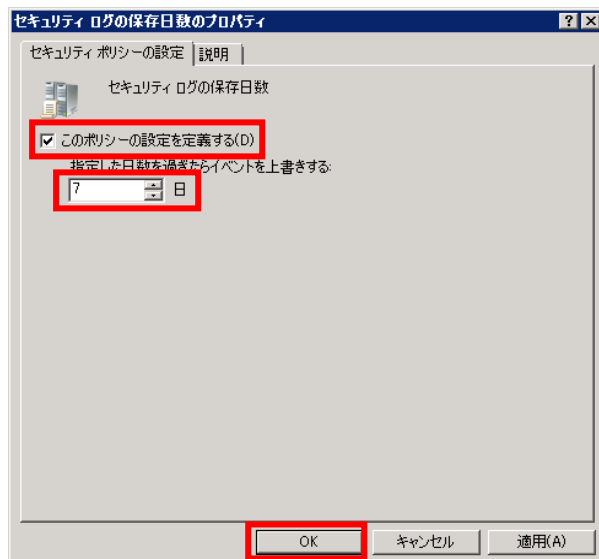 セキュリティ ログの保存日数のプロパティ
セキュリティ ポリシーの設定 説明
セキュリティ ログの保存日数
このポリシーの設定を定義する(D)
指定した日数を過ぎたらイベントを上書きする:
7 日
OK キャンセル 適用(A)